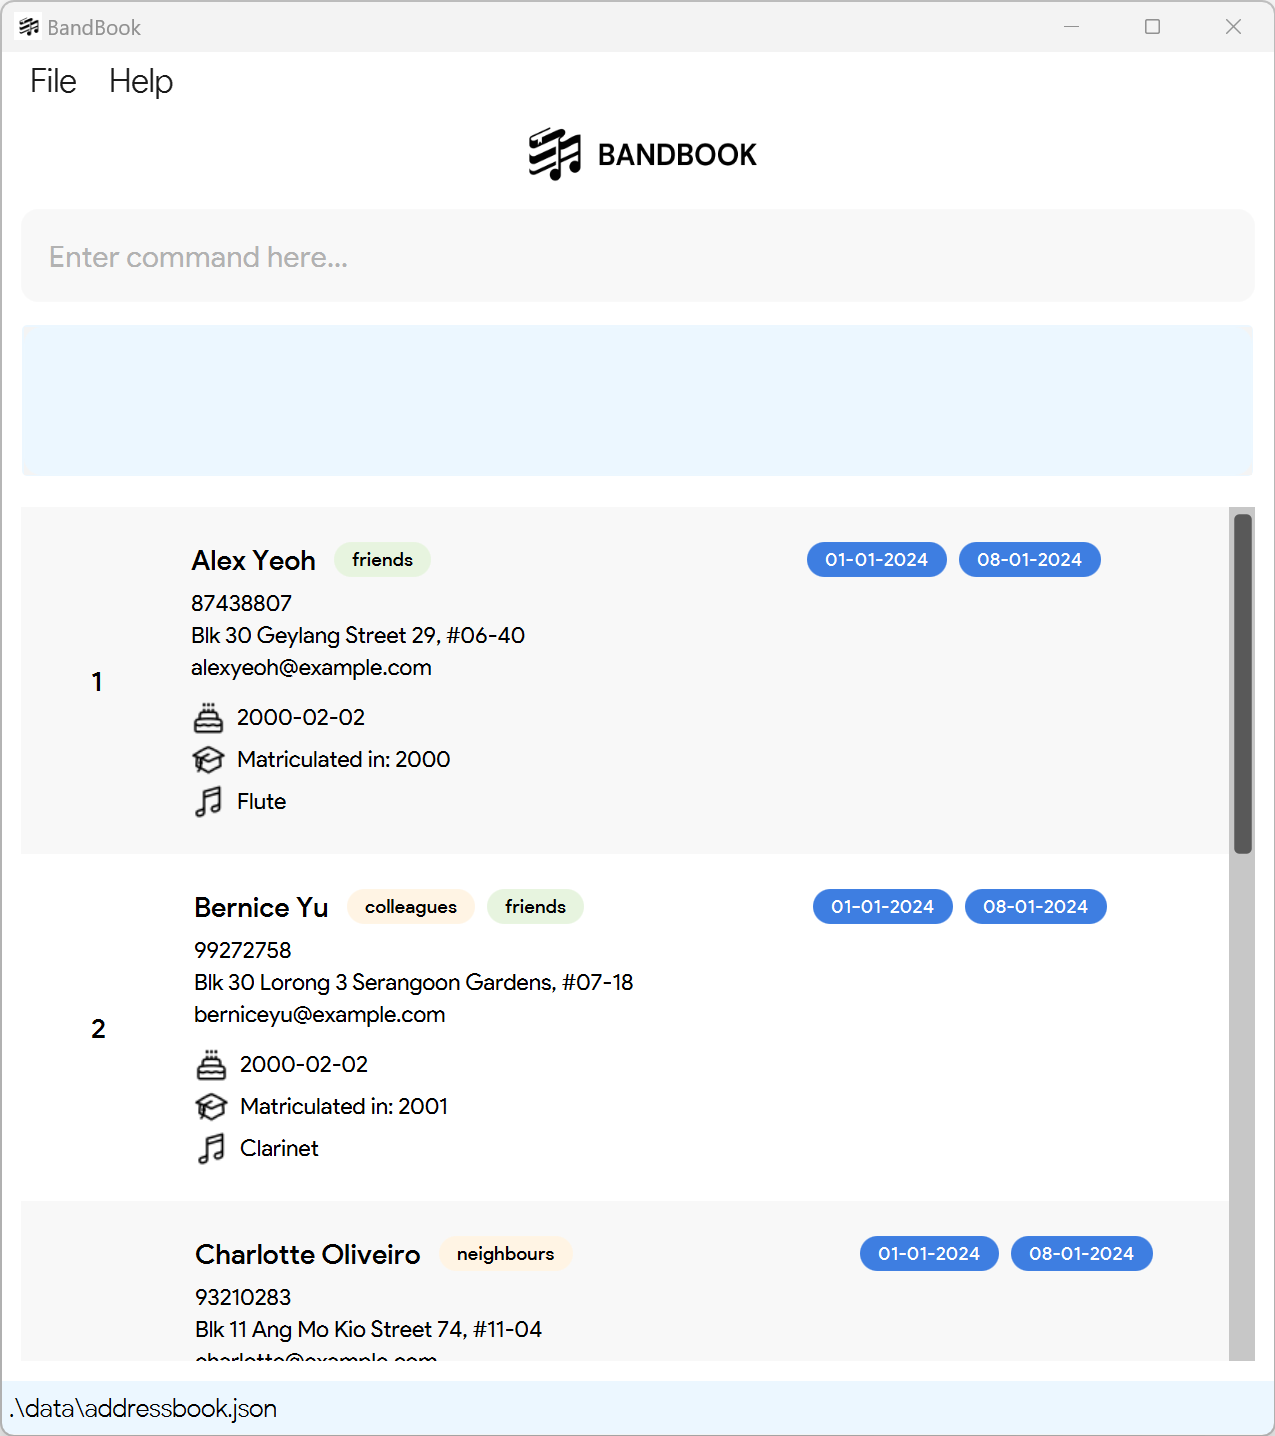 BandBook
File Help
BANDBOOK
Enter command here...
Alex Yeoh friends 01-01-2024 08-01-2024
87438807
Blk 30 Geylang Street 29, #06-40
alexyeoh@example.com
1
2000-02-02
Matriculated in: 2000
Flute
Bernice Yu colleagues friends 01-01-2024 08-01-2024
99272758
Blk 30 Lorong 3 Serangoon Gardens, #07-18
berniceyu@example.com
2
2000-02-02
Matriculated in: 2001
Clarinet
Charlotte Oliveiro neighbours 01-01-2024 08-01-2024
93210283
Blk 11 Ang Mo Kio Street 74, #11-04
charlotte@example.com
.\data\addressbook.json